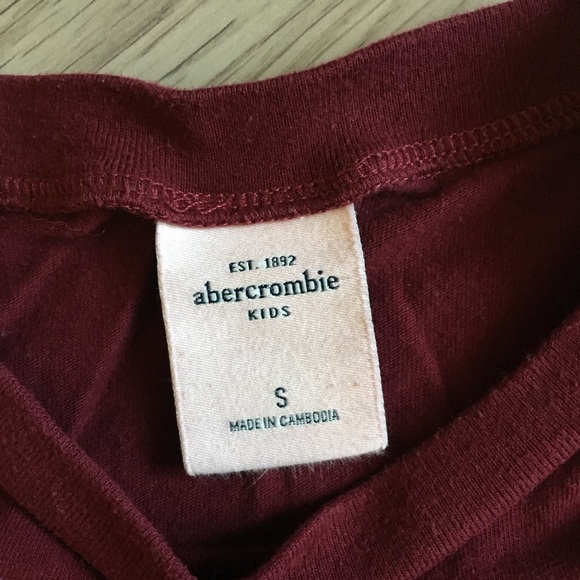 EST. 1892
abercrombie
KIDS
S
MADE IN CAMBODIA